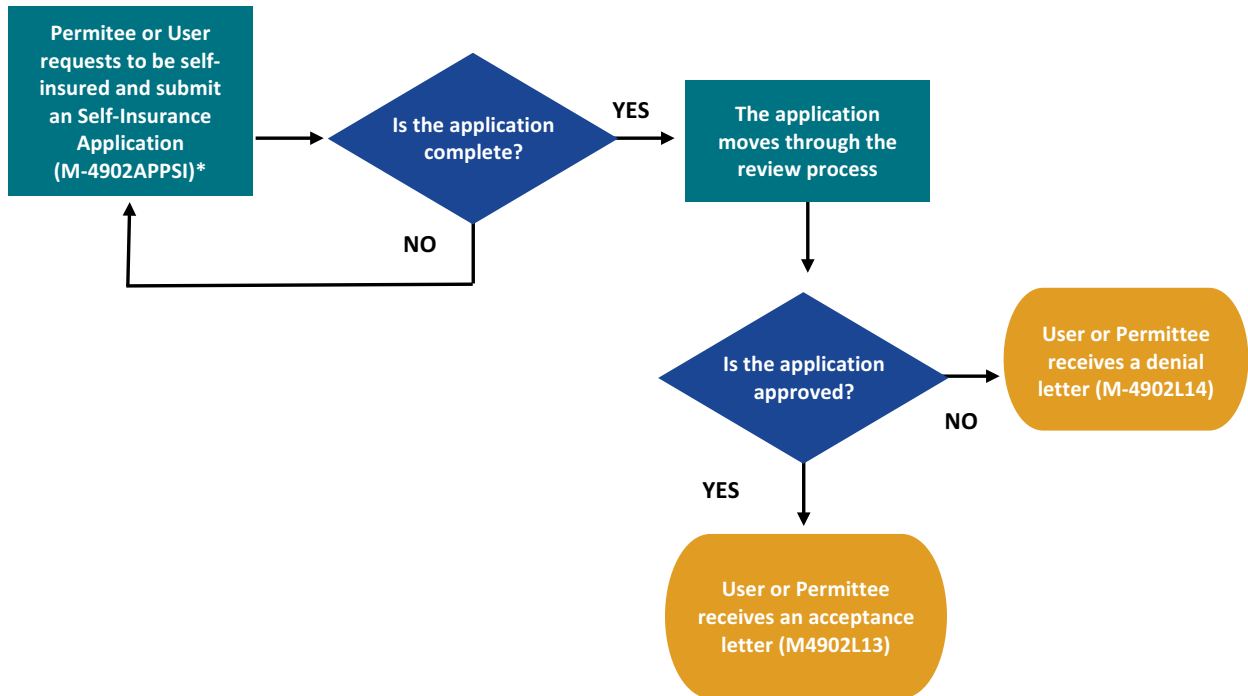 Permitee or User
requests to be self-
insured and submit
an Self-Insurance
Application
(M-4902APPSI)*
Is the application
complete?
YES
NO
The application
moves through the
review process
Is the application
approved?
NO
User or Permittee
receives a denial
letter (M-4902L14)
YES
User or Permittee
receives an acceptance
letter (M4902L13)